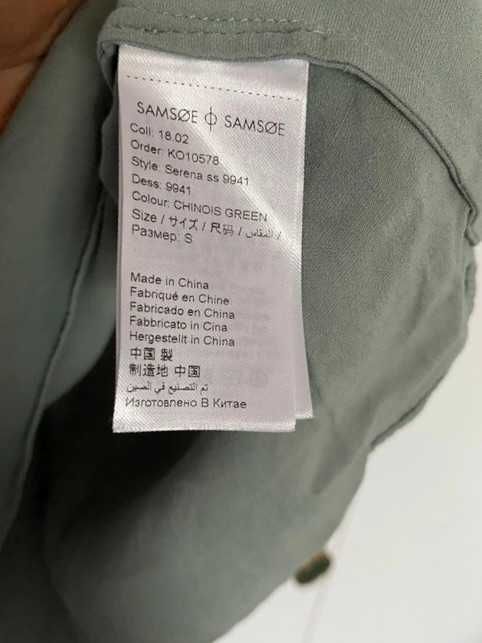 SAMSØE ϕ SAMSØE
Coll: 18.02
Order: KO10578
Style: Serena ss 9941
Dess: 9941
Colour: CHINOIS GREEN
Size / サイズ / 尺码 / المقاس /
Размер: S
Made in China
Fabriqué en Chine
Fabricado en China
Fabbricato in Cina
Hergestellt in China
中国 製
制造地 中国
تم التصنيع في الصين
Изготовлено В Китае